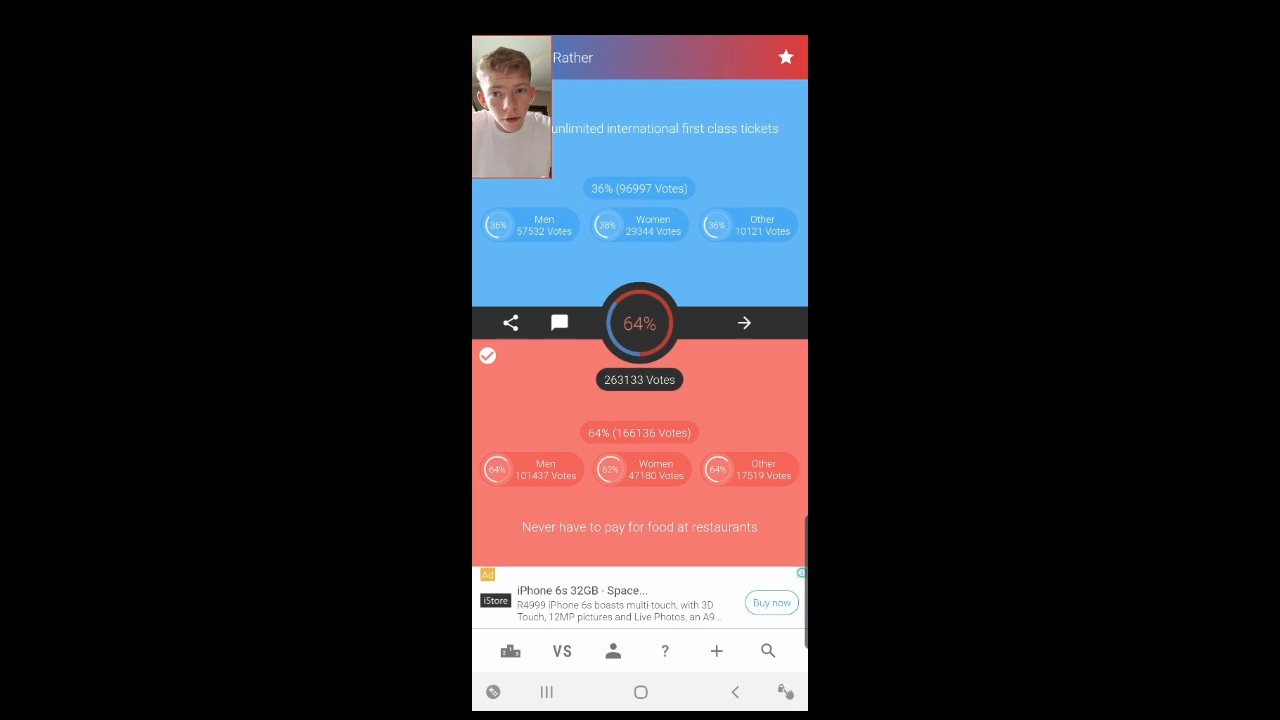 Rather
unlimited international first class tickets
36% (96997 Votes)
36%
Men
57532 Votes
38%
Women
29344 Votes
36%
Other
10121 Votes
64%
263133 Votes
64% (166136 Votes)
64%
Men
101437 Votes
62%
Women
47180 Votes
64%
Other
17519 Votes
Never have to pay for food at restaurants
Ad
iStore
iPhone 6s 32GB - Space...
R4999 iPhone 6s boasts multi-touch, with 3D
Touch, 12MP pictures and Live Photos, an A9...
Buy now
VS
?